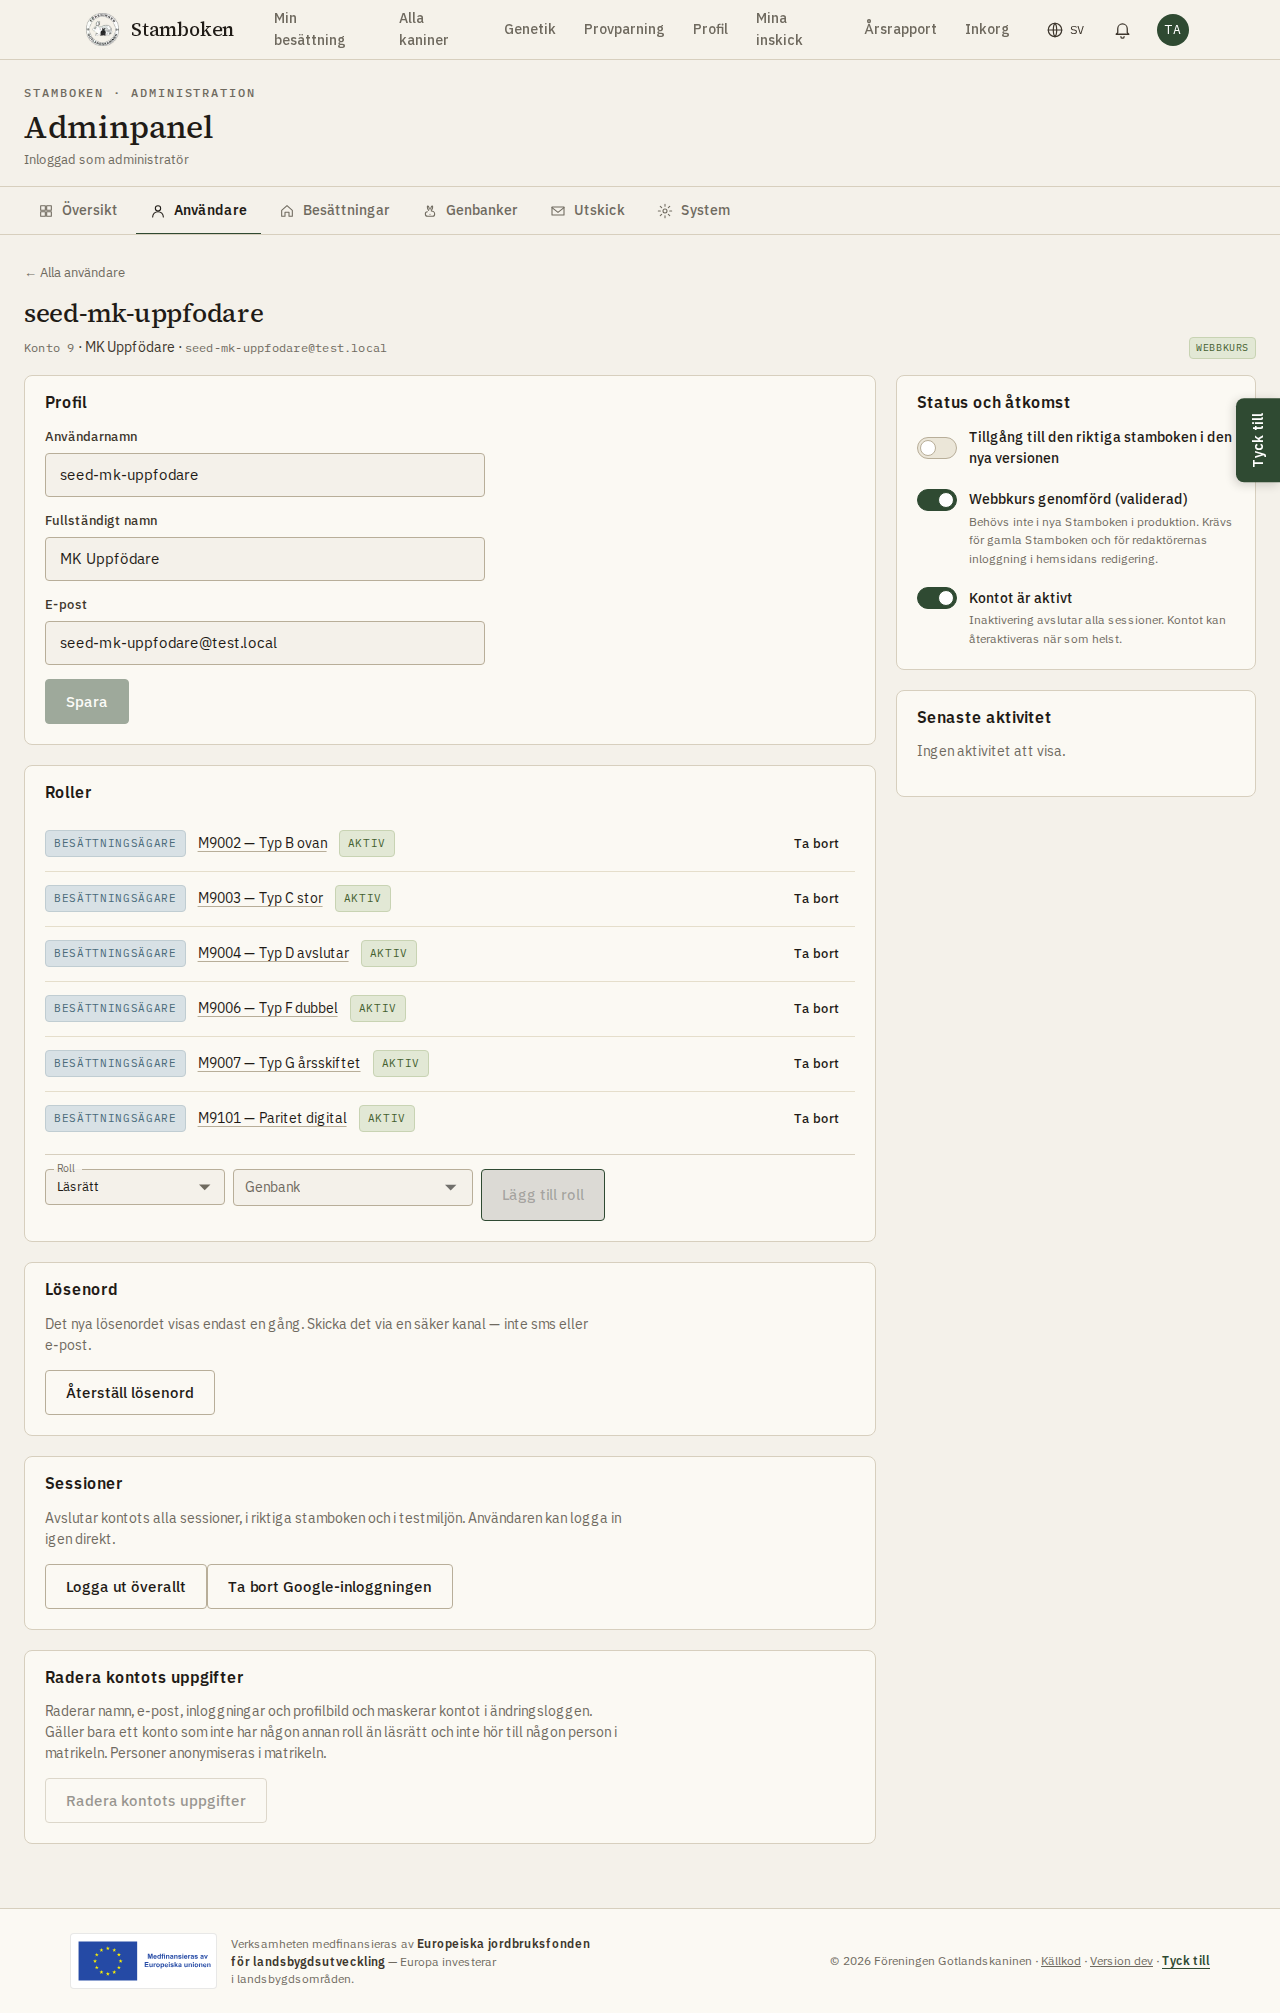 Stamboken
Min besättning
Alla kaniner
Genetik
Provparning
Profil
Mina inskick
Årsrapport
Inkorg
SV
TA
STAMBOKEN · ADMINISTRATION
Adminpanel
Inloggad som administratör
Översikt
Användare
Besättningar
Genbanker
Utskick
System
← Alla användare
seed-mk-uppfodare
Konto 9 · MK Uppfödare · seed-mk-uppfodare@test.local
WEBBKURS
Profil
Användarnamn
seed-mk-uppfodare
Fullständigt namn
MK Uppfödare
E-post
seed-mk-uppfodare@test.local
Spara
Status och åtkomst
Tillgång till den riktiga stamboken i den
nya versionen
Webbkurs genomförd (validerad)
Behövs inte i nya Stamboken i produktion. Krävs
för gamla Stamboken och för redaktörernas
inloggning i hemsidans redigering.
Kontot är aktivt
Inaktivering avslutar alla sessioner. Kontot kan
återaktiveras när som helst.
Tyck till
Senaste aktivitet
Ingen aktivitet att visa.
Roller
BESÄTTNINGSÄGARE M9002 — Typ B ovan AKTIV Ta bort
BESÄTTNINGSÄGARE M9003 — Typ C stor AKTIV Ta bort
BESÄTTNINGSÄGARE M9004 — Typ D avslutar AKTIV Ta bort
BESÄTTNINGSÄGARE M9006 — Typ F dubbel AKTIV Ta bort
BESÄTTNINGSÄGARE M9007 — Typ G årsskiftet AKTIV Ta bort
BESÄTTNINGSÄGARE M9101 — Paritet digital AKTIV Ta bort
Roll
Läsrätt
Genbank
Lägg till roll
Lösenord
Det nya lösenordet visas endast en gång. Skicka det via en säker kanal — inte sms eller
e-post.
Återställ lösenord
Sessioner
Avslutar kontots alla sessioner, i riktiga stamboken och i testmiljön. Användaren kan logga in
igen direkt.
Logga ut överallt
Ta bort Google-inloggningen
Radera kontots uppgifter
Raderar namn, e-post, inloggningar och profilbild och maskerar kontot i ändringsloggen.
Gäller bara ett konto som inte har någon annan roll än läsrätt och inte hör till någon person i
matrikeln. Personer anonymiseras i matrikeln.
Radera kontots uppgifter
Medfinansieras av
Europeiska unionen
Verksamheten medfinansieras av Europeiska jordbruksfonden
för landsbygdsutveckling — Europa investerar
i landsbygdsområden.
© 2026 Föreningen Gotlandskaninen · Källkod · Version dev · Tyck till